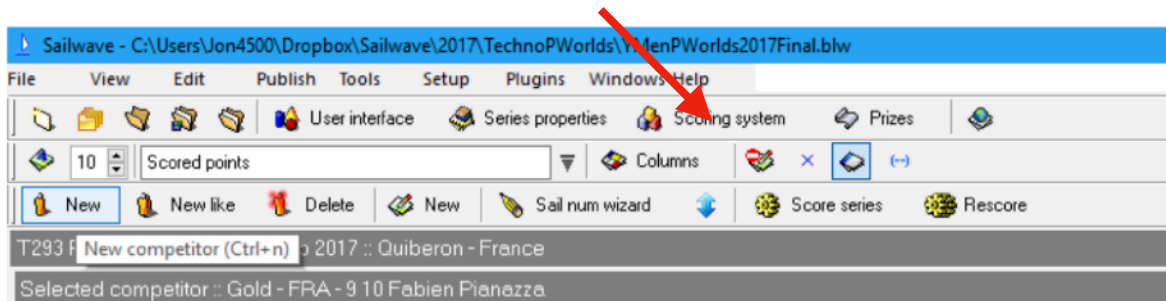 Sailwave - C:\Users\Jon4500\Dropbox\Sailwave\2017\TechnoPWorlds\YMenPWorlds2017Final.blw
File View Edit Publish Tools Setup Plugins Windows Help
User interface Series properties Scoring system Prizes
10 Scored points Columns
New New like Delete New Sail num wizard Score series Rescore
T293 New competitor (Ctrl+n) 2017 :: Quiberon - France
Selected competitor :: Gold - FRA - 9 10 Fabien Pianazza